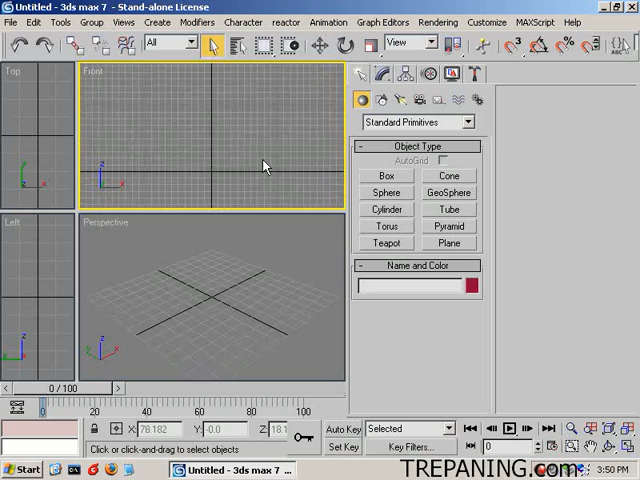 Untitled - 3ds max 7 - Stand-alone License
File Edit Tools Group Views Create Modifiers Character reactor Animation Graph Editors Rendering Customize MAXScript Help
All View
Top Front
Standard Primitives
- Object Type
AutoGrid
Box Cone
Sphere GeoSphere
Cylinder Tube
Torus Pyramid
Teapot Plane
Left Perspective
- Name and Color
< 0 / 100 >
0 20 40 60 80 100
X: 78.182 Y: -0.0 Z: 18.1 Auto Key Selected
Click or click-and-drag to select objects Set Key Key Filters... 0
Start Untitled - 3ds max 7 ... 3:50 PM
TREPANING.com